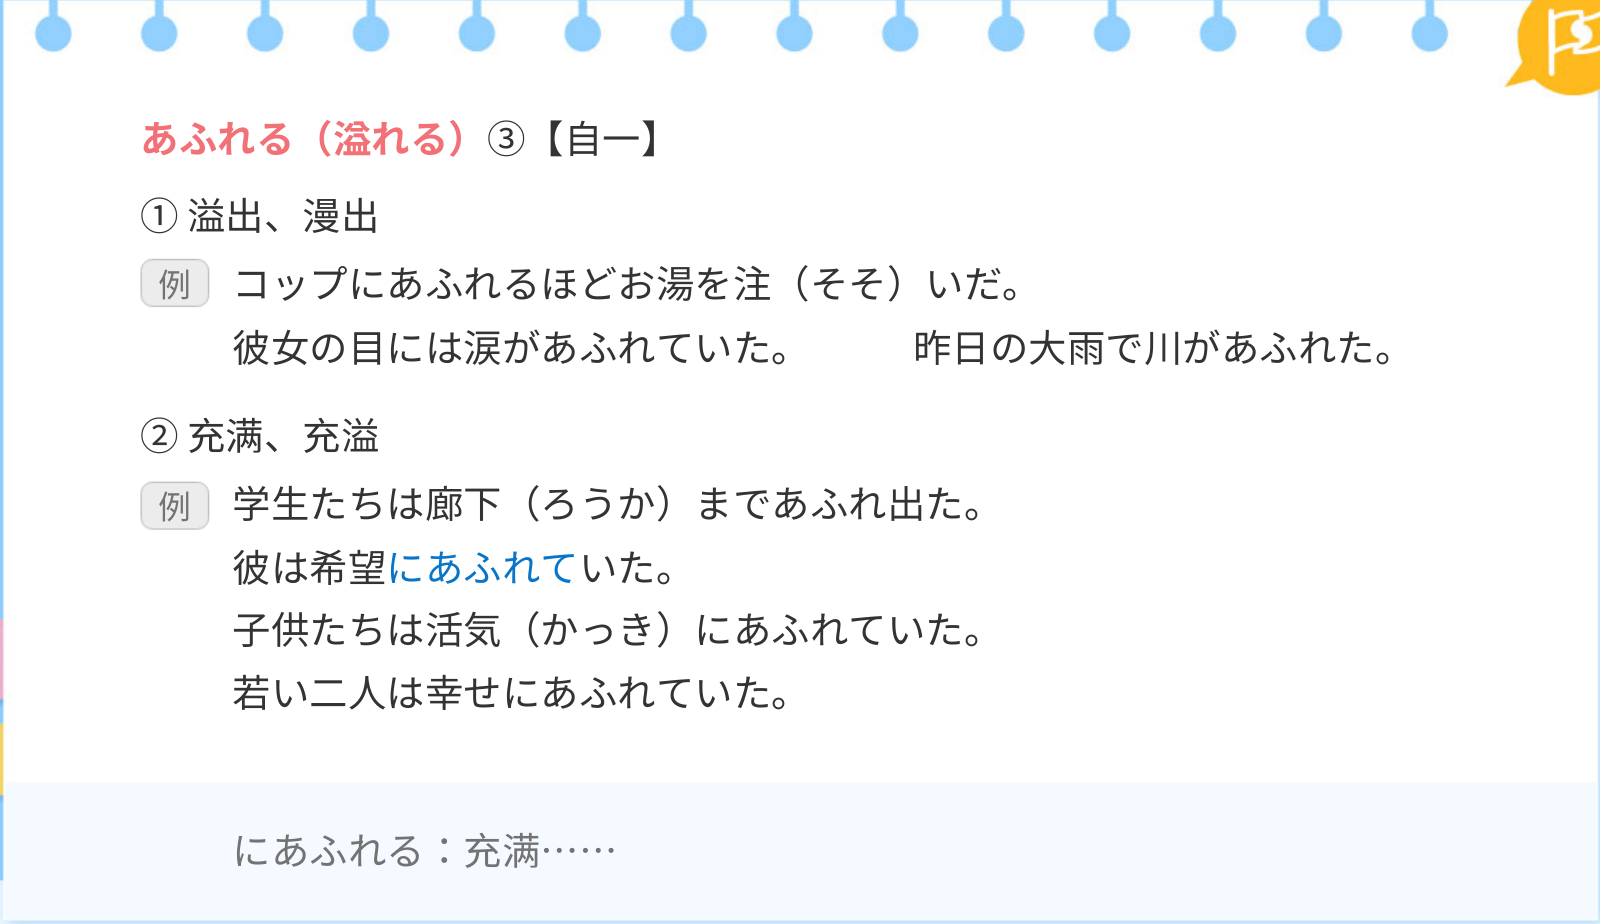 あふれる（溢れる）③【自一】
① 溢出、漫出
例 コップにあふれるほどお湯を注（そそ）いだ。
彼女の目には涙があふれていた。 昨日の大雨で川があふれた。
② 充满、充溢
例 学生たちは廊下（ろうか）まであふれ出た。
彼は希望にあふれていた。
子供たちは活気（かっき）にあふれていた。
若い二人は幸せにあふれていた。
にあふれる：充满……